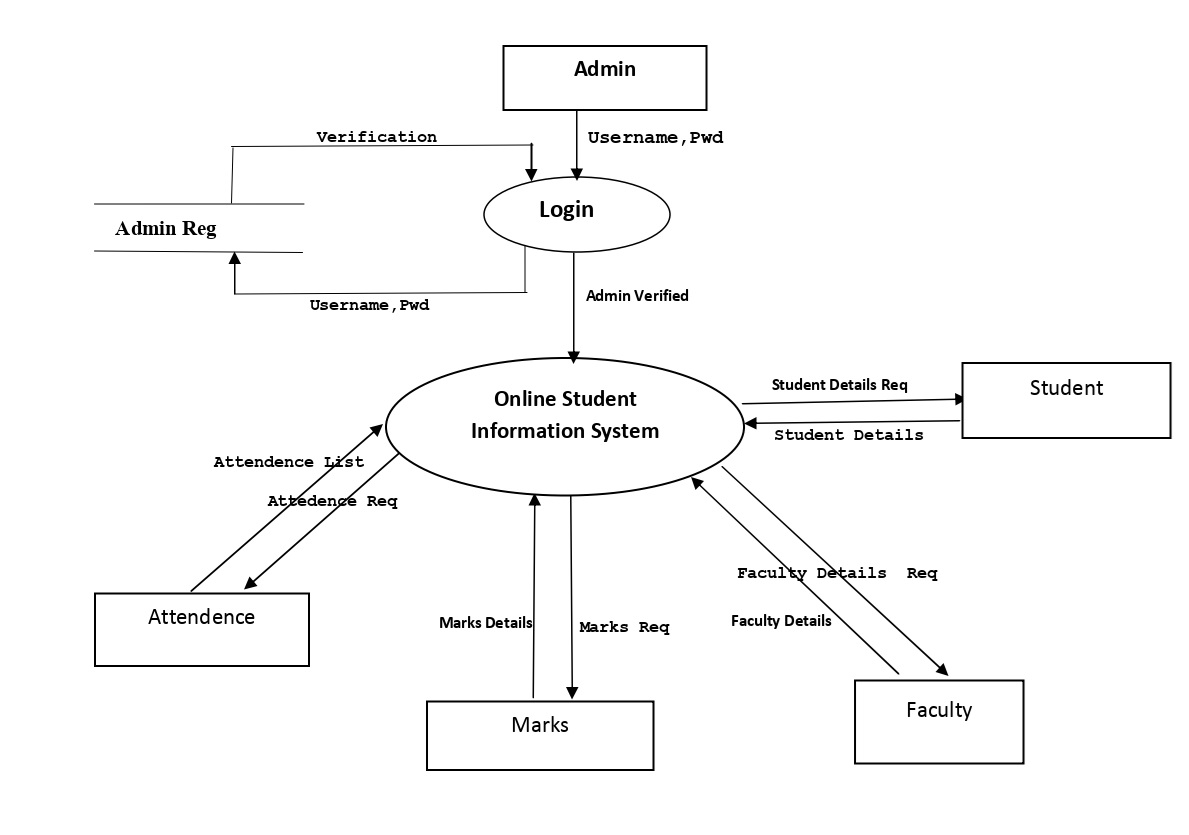 Admin
Verification
Username,Pwd
Login
Admin Reg
Username,Pwd
Admin Verified
Online Student
Information System
Student Details Req
Student
Student Details
Attendence List
Attedence Req
Faculty Details Req
Attendence
Marks Details
Marks Req
Faculty Details
Marks
Faculty